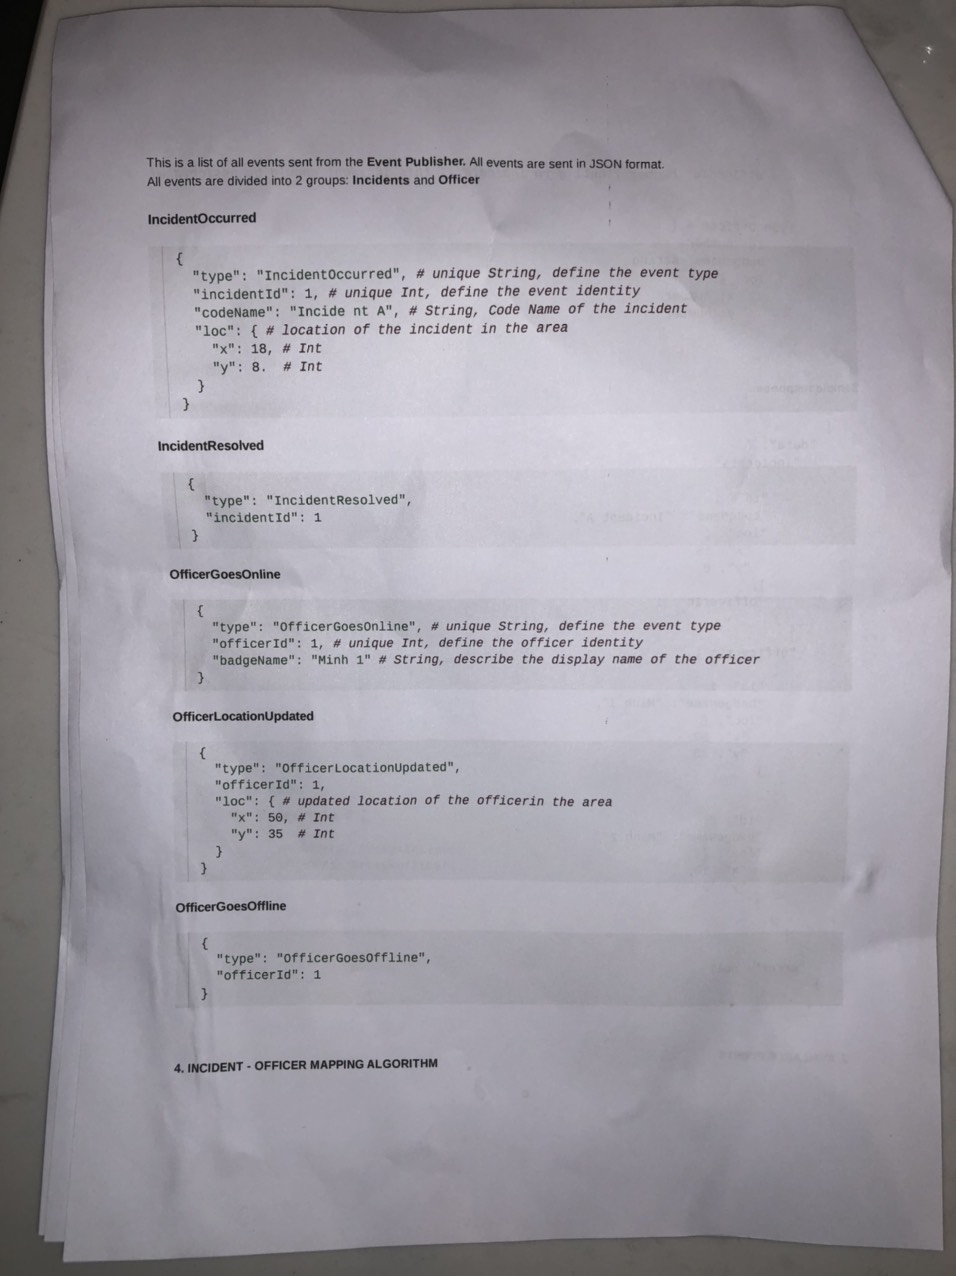 This is a list of all events sent from the Event Publisher. All events are sent in JSON format.
All events are divided into 2 groups: Incidents and Officer
IncidentOccurred
{
"type": "IncidentOccurred", # unique String, define the event type
"incidentId": 1, # unique Int, define the event identity
"codeName": "Incide nt A", # String, Code Name of the incident
"loc": { # location of the incident in the area
"x": 18, # Int
"y": 8. # Int
}
}
IncidentResolved
{
"type": "IncidentResolved",
"incidentId": 1
}
OfficerGoesOnline
{
"type": "OfficerGoesOnline", # unique String, define the event type
"officerId": 1, # unique Int, define the officer identity
"badgeName": "Minh 1" # String, describe the display name of the officer
}
OfficerLocationUpdated
{
"type": "OfficerLocationUpdated",
"officerId": 1,
"loc": { # updated location of the officerin the area
"x": 50, # Int
"y": 35 # Int
}
}
OfficerGoesOffline
{
"type": "OfficerGoesOffline",
"officerId": 1
}
4. INCIDENT - OFFICER MAPPING ALGORITHM